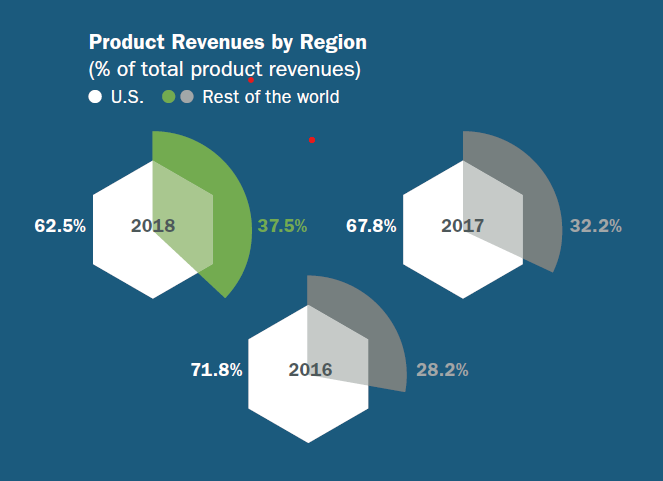 Product Revenues by Region
(% of total product revenues)
U.S. Rest of the world
62.5% 2018 37.5%
67.8% 2017 32.2%
71.8% 2016 28.2%